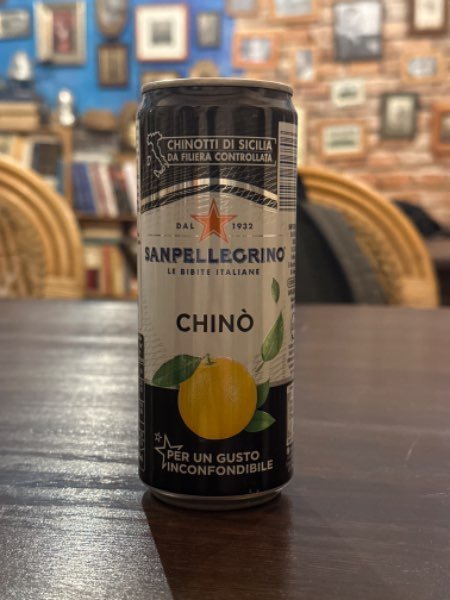 CHINOTTI DI SICILIA
DA FILIERA CONTROLLATA
DAL 1932
SANPELLEGRINO
LE BIBITE ITALIANE
CHINÒ
PER UN GUSTO
INCONFONDIBILE